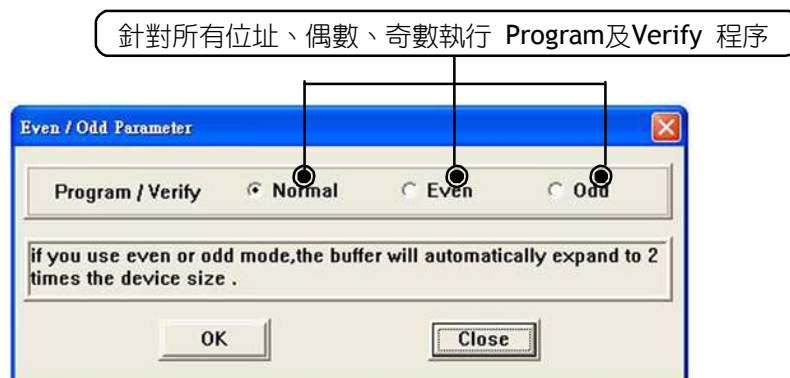 針對所有位址、偶數、奇數執行 Program及Verify 程序
Even / Odd Parameter
Program / Verify Normal Even Odd
if you use even or odd mode,the buffer will automatically expand to 2
times the device size .
OK Close